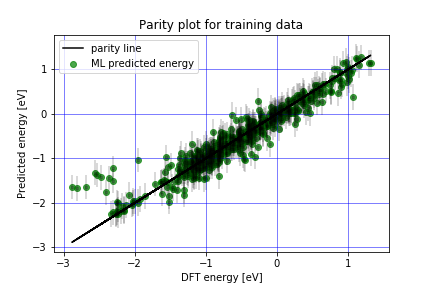 Parity plot for training data
parity line
ML predicted energy
Predicted energy [eV]
1
0
−1
−2
−3
−3 −2 −1 0 1
DFT energy [eV]